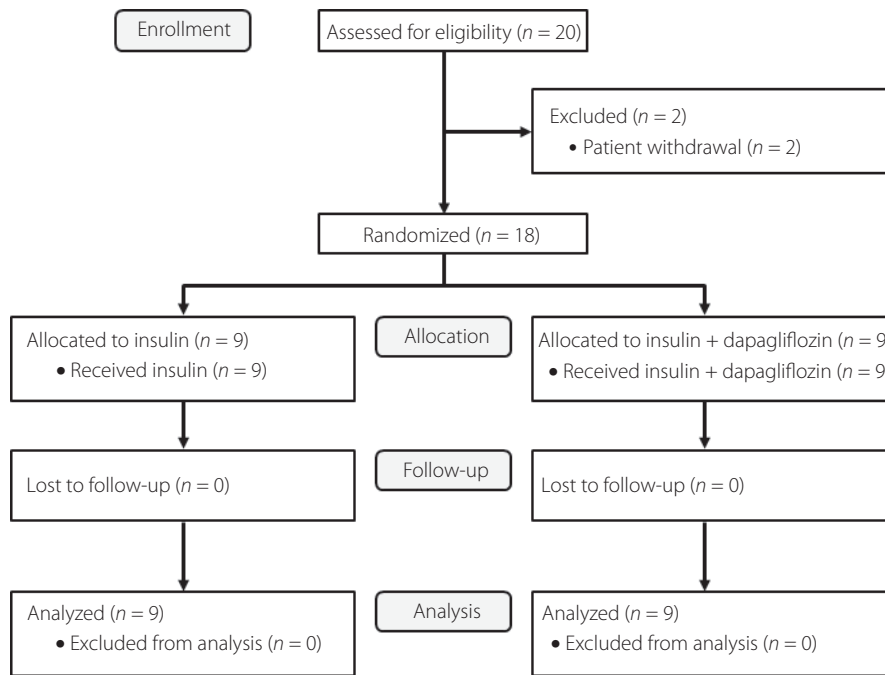 Enrollment
Assessed for eligibility (n = 20)
Excluded (n = 2)
• Patient withdrawal (n = 2)
Randomized (n = 18)
Allocated to insulin (n = 9)
• Received insulin (n = 9)
Allocation
Allocated to insulin + dapagliflozin (n = 9
• Received insulin + dapagliflozin (n = 9
Lost to follow-up (n = 0)
Follow-up
Lost to follow-up (n = 0)
Analyzed (n = 9)
• Excluded from analysis (n = 0)
Analysis
Analyzed (n = 9)
• Excluded from analysis (n = 0)